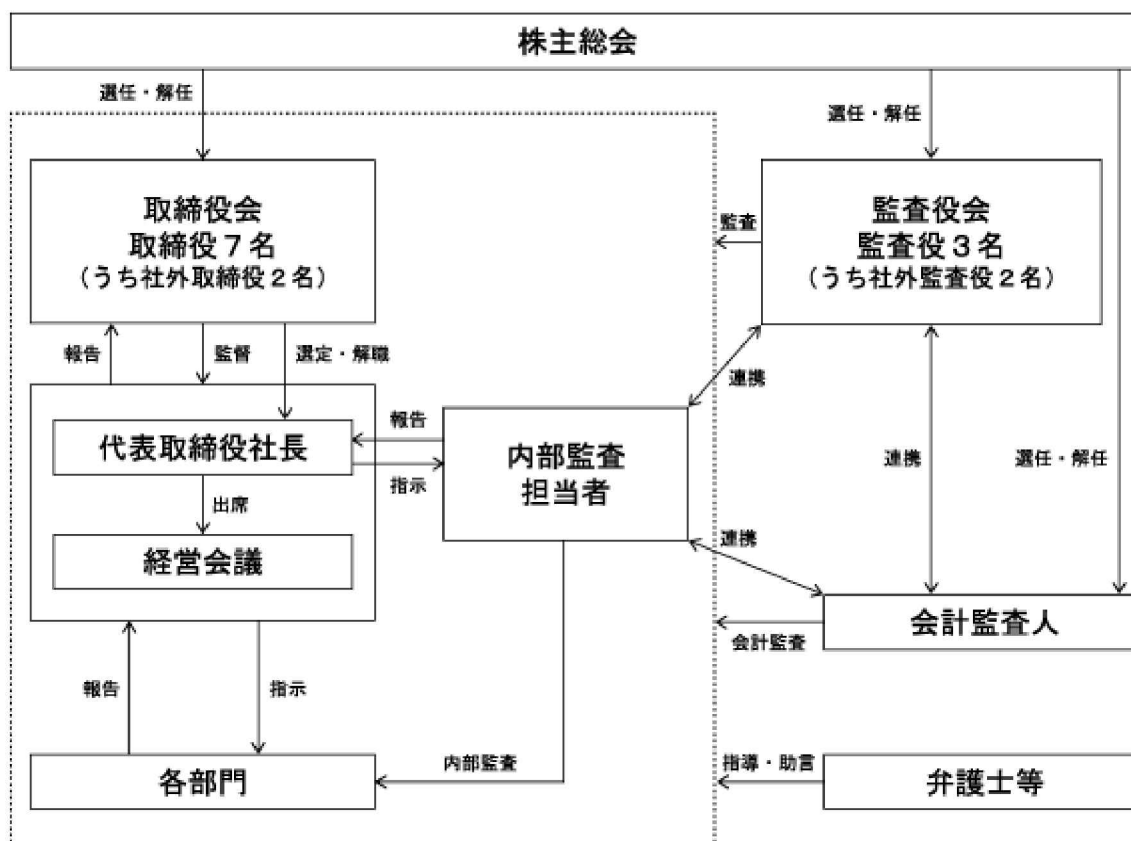 株主総会
選任・解任
選任・解任
取締役会
取締役７名
（うち社外取締役２名）
監査
監査役会
監査役３名
（うち社外監査役２名）
報告
監督
選定・解職
連携
代表取締役社長
報告
指示
内部監査
担当者
連携
選任・解任
出席
経営会議
連携
会計監査人
会計監査
報告
指示
各部門
内部監査
指導・助言
弁護士等